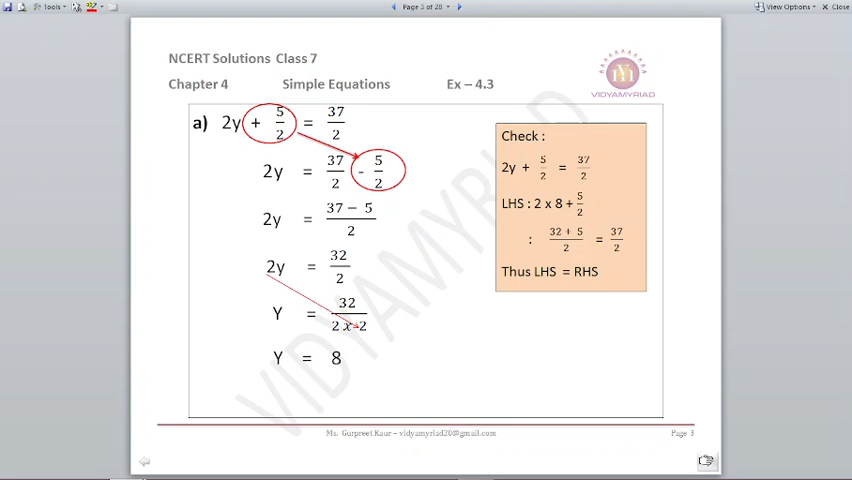 Tools
Page 3 of 20
View Options
Close
NCERT Solutions Class 7
Chapter 4 Simple Equations Ex – 4.3
VIDYAMYRIAD
a) 2y + 5/2 = 37/2
2y = 37/2 - 5/2
2y = 37 − 5/2
2y = 32/2
Y = 32/2 x 2
Y = 8
Check :
2y + 5/2 = 37/2
LHS : 2 x 8 + 5/2
: 32 + 5/2 = 37/2
Thus LHS = RHS
VIDYAMYRIAD
Ms. Gurpreet Kaur – vidyamyriad20@gmail.com Page 3